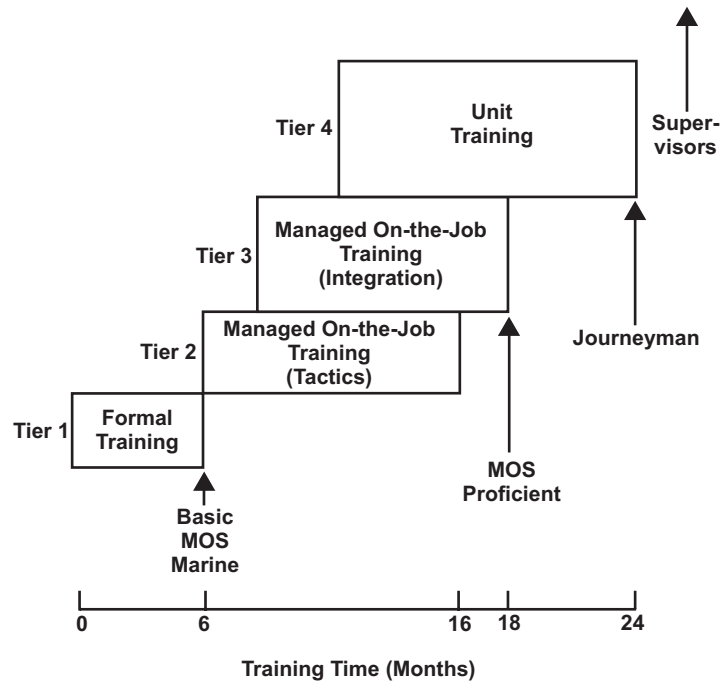 Unit
Training
Tier 4
Super-
visors
Managed On-the-Job
Training
(Integration)
Tier 3
Managed On-the-Job
Training
(Tactics)
Tier 2
Journeyman
Formal
Training
Tier 1
MOS
Proficient
Basic
MOS
Marine
0 6 16 18 24
Training Time (Months)